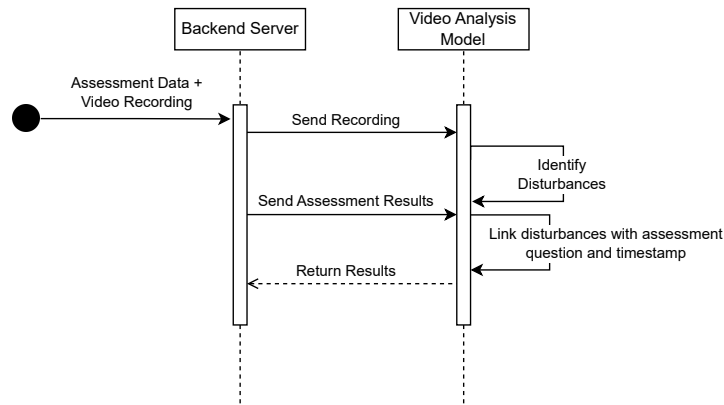 Backend Server
Video Analysis
Model
Assessment Data +
Video Recording
Send Recording
Identify
Disturbances
Send Assessment Results
Link disturbances with assessment
question and timestamp
Return Results